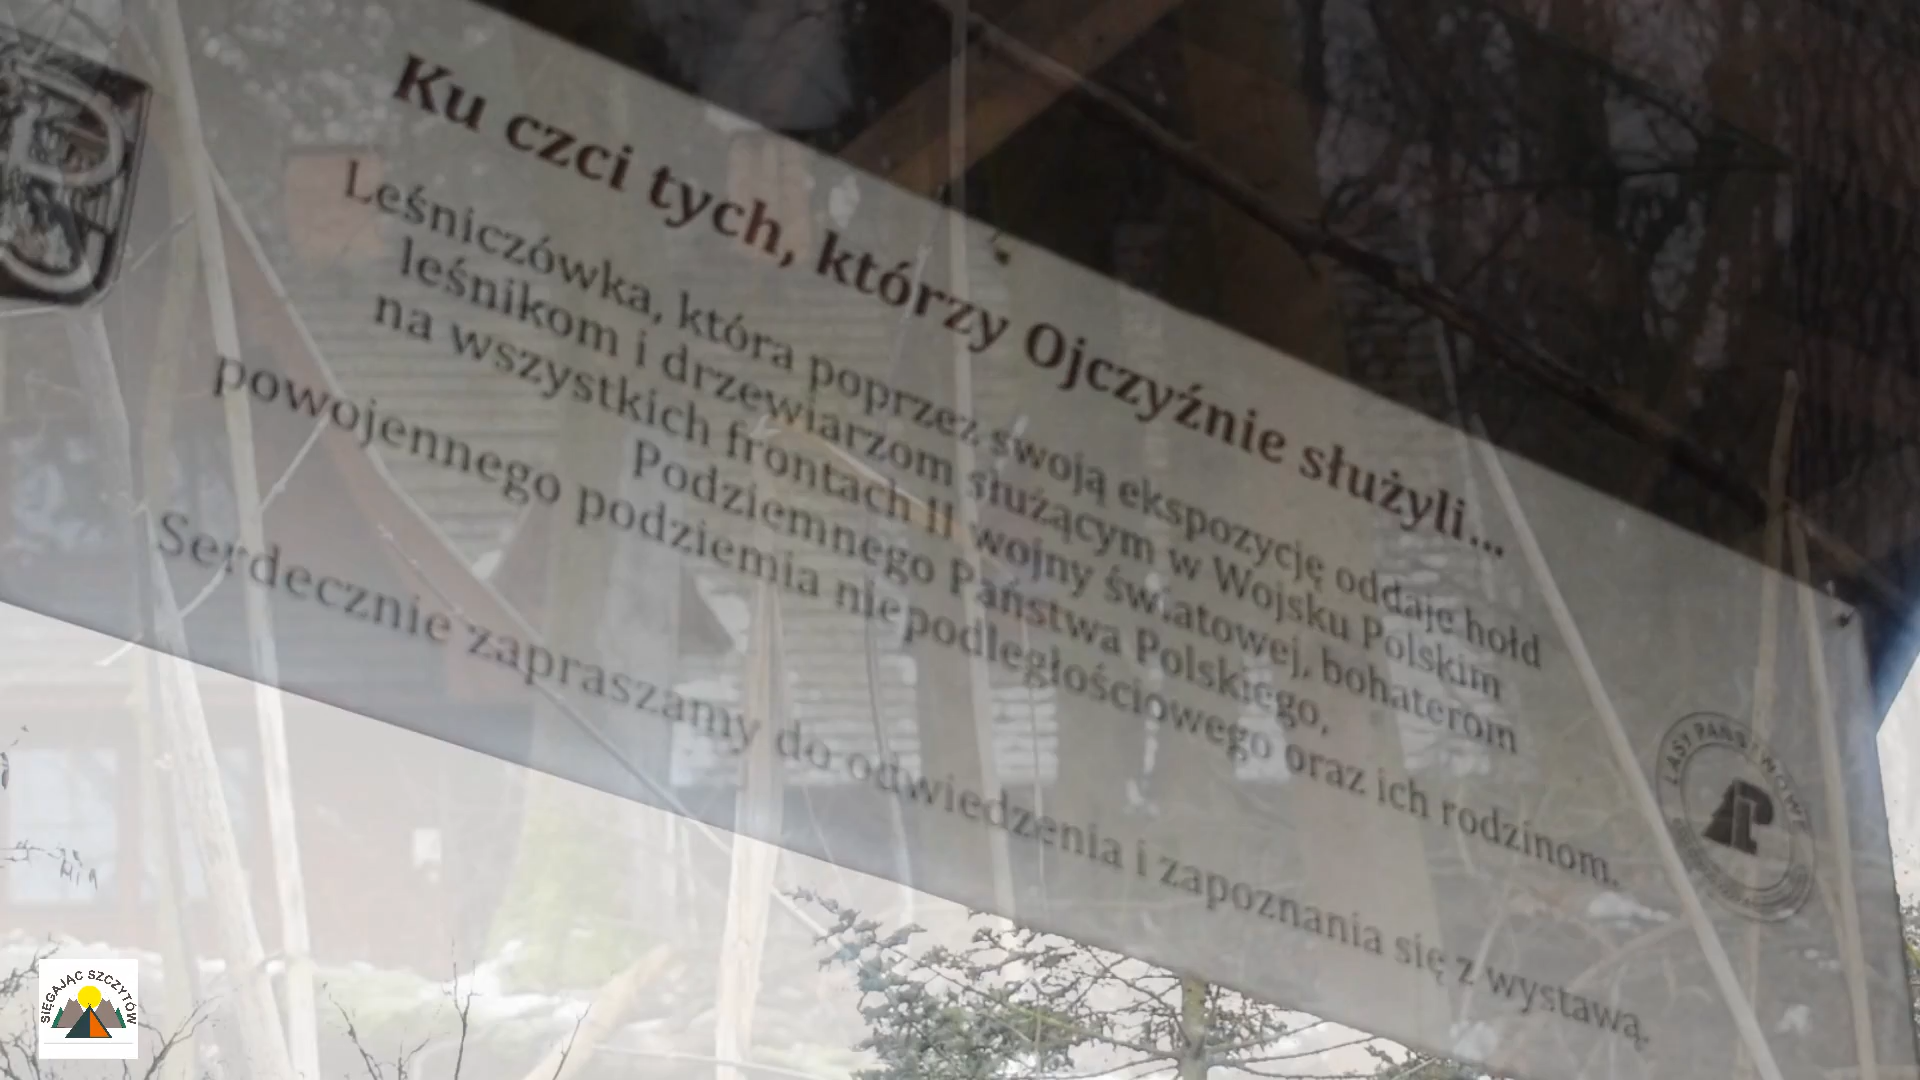 Ku czci tych, którzy Ojczyźnie służyli...
Leśniczówka, która poprzez swoją ekspozycję oddaje hołd
leśnikom i drzewiarzom służącym w Wojsku Polskim
na wszystkich frontach II wojny światowej, bohaterom
Podziemnego Państwa Polskiego,
powojennego podziemia niepodległościowego oraz ich rodzinom.
Serdecznie zapraszamy do odwiedzenia i zapoznania się z wystawą.
LASY PAŃSTWOWE
SIĘGAJĄC SZCZYTÓW